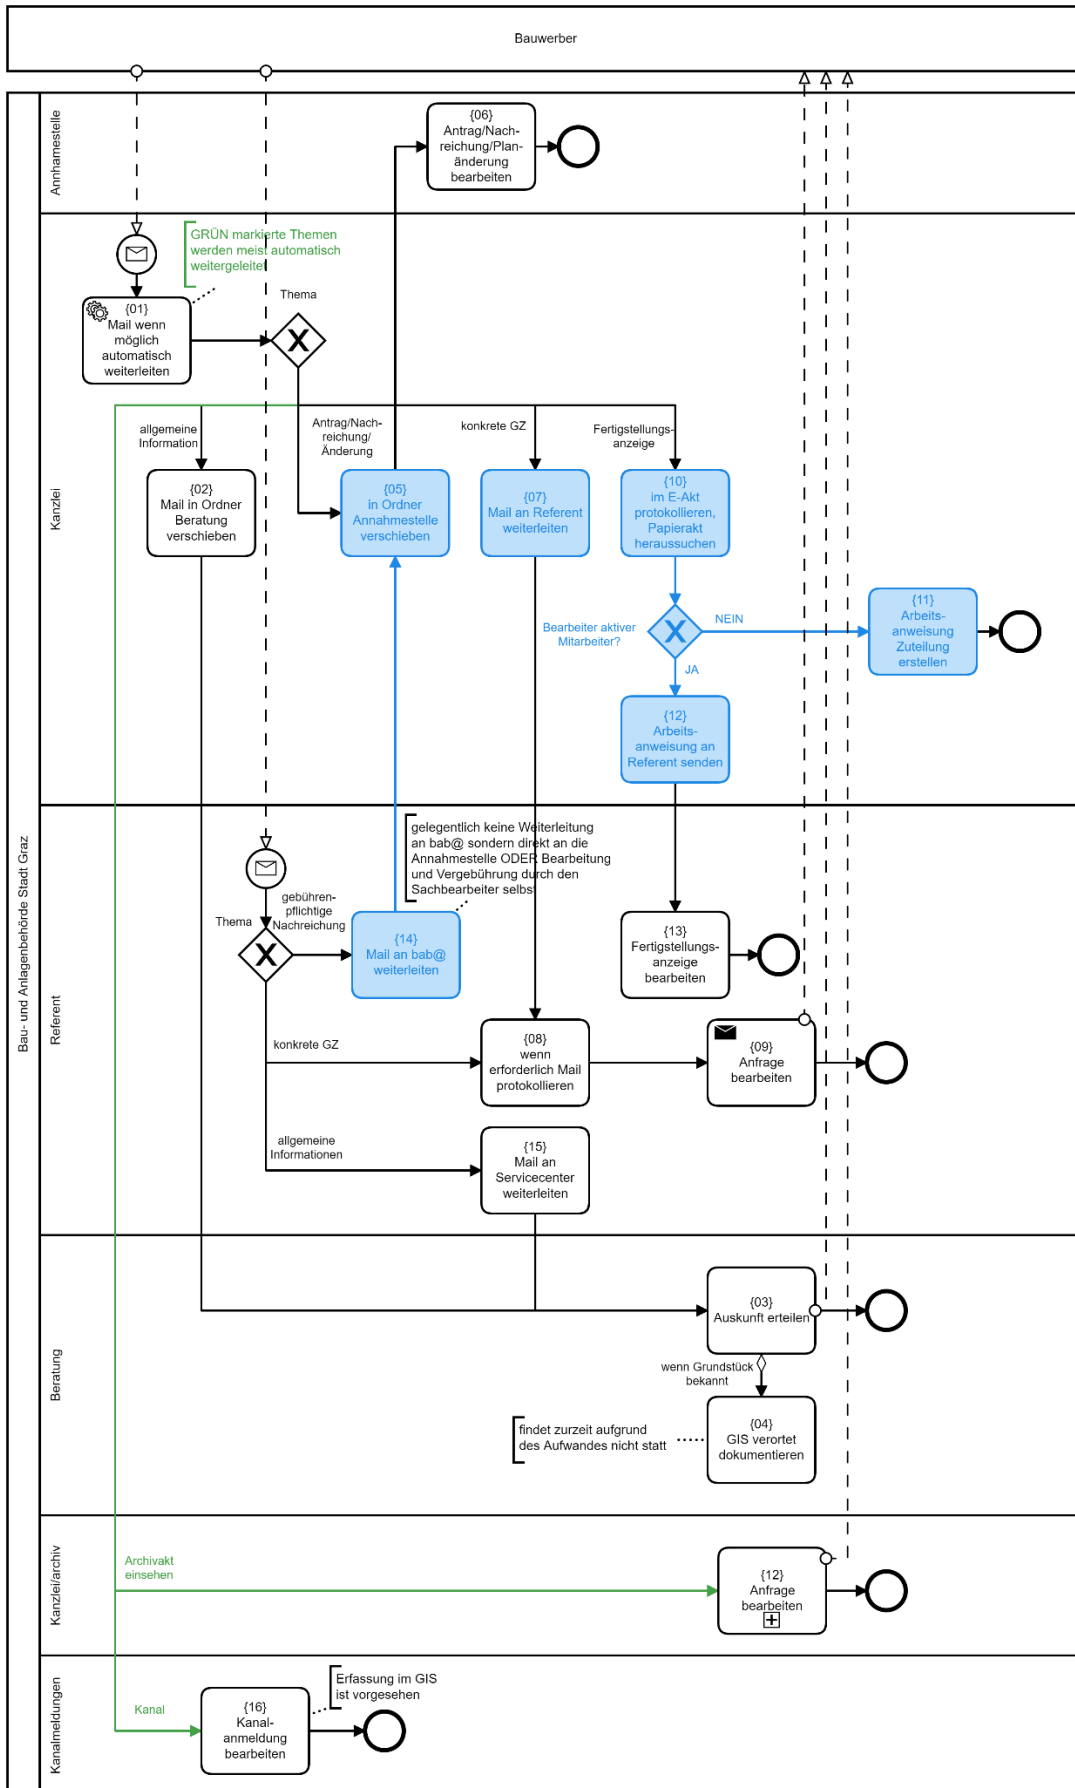 Bauwerber
Bau- und Anlagenbehörde Stadt Graz
Annhamestelle
{06}
Antrag/Nach-
reichung/Plan-
änderung
bearbeiten
Kanzlei
GRÜN markierte Themen
werden meist automatisch
weitergeleitet
{01}
Mail wenn
möglich
automatisch
weiterleiten
Thema
allgemeine
Information
Antrag/Nach-
reichung/
Änderung
konkrete GZ
Fertigstellungs-
anzeige
{02}
Mail in Ordner
Beratung
verschieben
{05}
in Ordner
Annahmestelle
verschieben
{07}
Mail an Referent
weiterleiten
{10}
im E-Akt
protokollieren,
Papierakt
heraussuchen
Bearbeiter aktiver
Mitarbeiter?
NEIN
JA
{11}
Arbeits-
anweisung
Zuteilung
erstellen
{12}
Arbeits-
anweisung an
Referent senden
Referent
gelegentlich keine Weiterleitung
an bab@ sondern direkt an die
Annahmestelle ODER Bearbeitung
und Vergebührung durch den
Sachbearbeiter selbst
Thema
gebühren-
pflichtige
Nachreichung
{14}
Mail an bab@
weiterleiten
{13}
Fertigstellungs-
anzeige
bearbeiten
konkrete GZ
{08}
wenn
erforderlich Mail
protokollieren
{09}
Anfrage
bearbeiten
allgemeine
Informationen
{15}
Mail an
Servicecenter
weiterleiten
Beratung
{03}
Auskunft erteilen
wenn Grundstück
bekannt
findet zurzeit aufgrund
des Aufwandes nicht statt
{04}
GIS verortet
dokumentieren
Kanzlei/archiv
Archivakt
einsehen
{12}
Anfrage
bearbeiten
Kanalmeldungen
Kanal
{16}
Kanal-
anmeldung
bearbeiten
Erfassung im GIS
ist vorgesehen